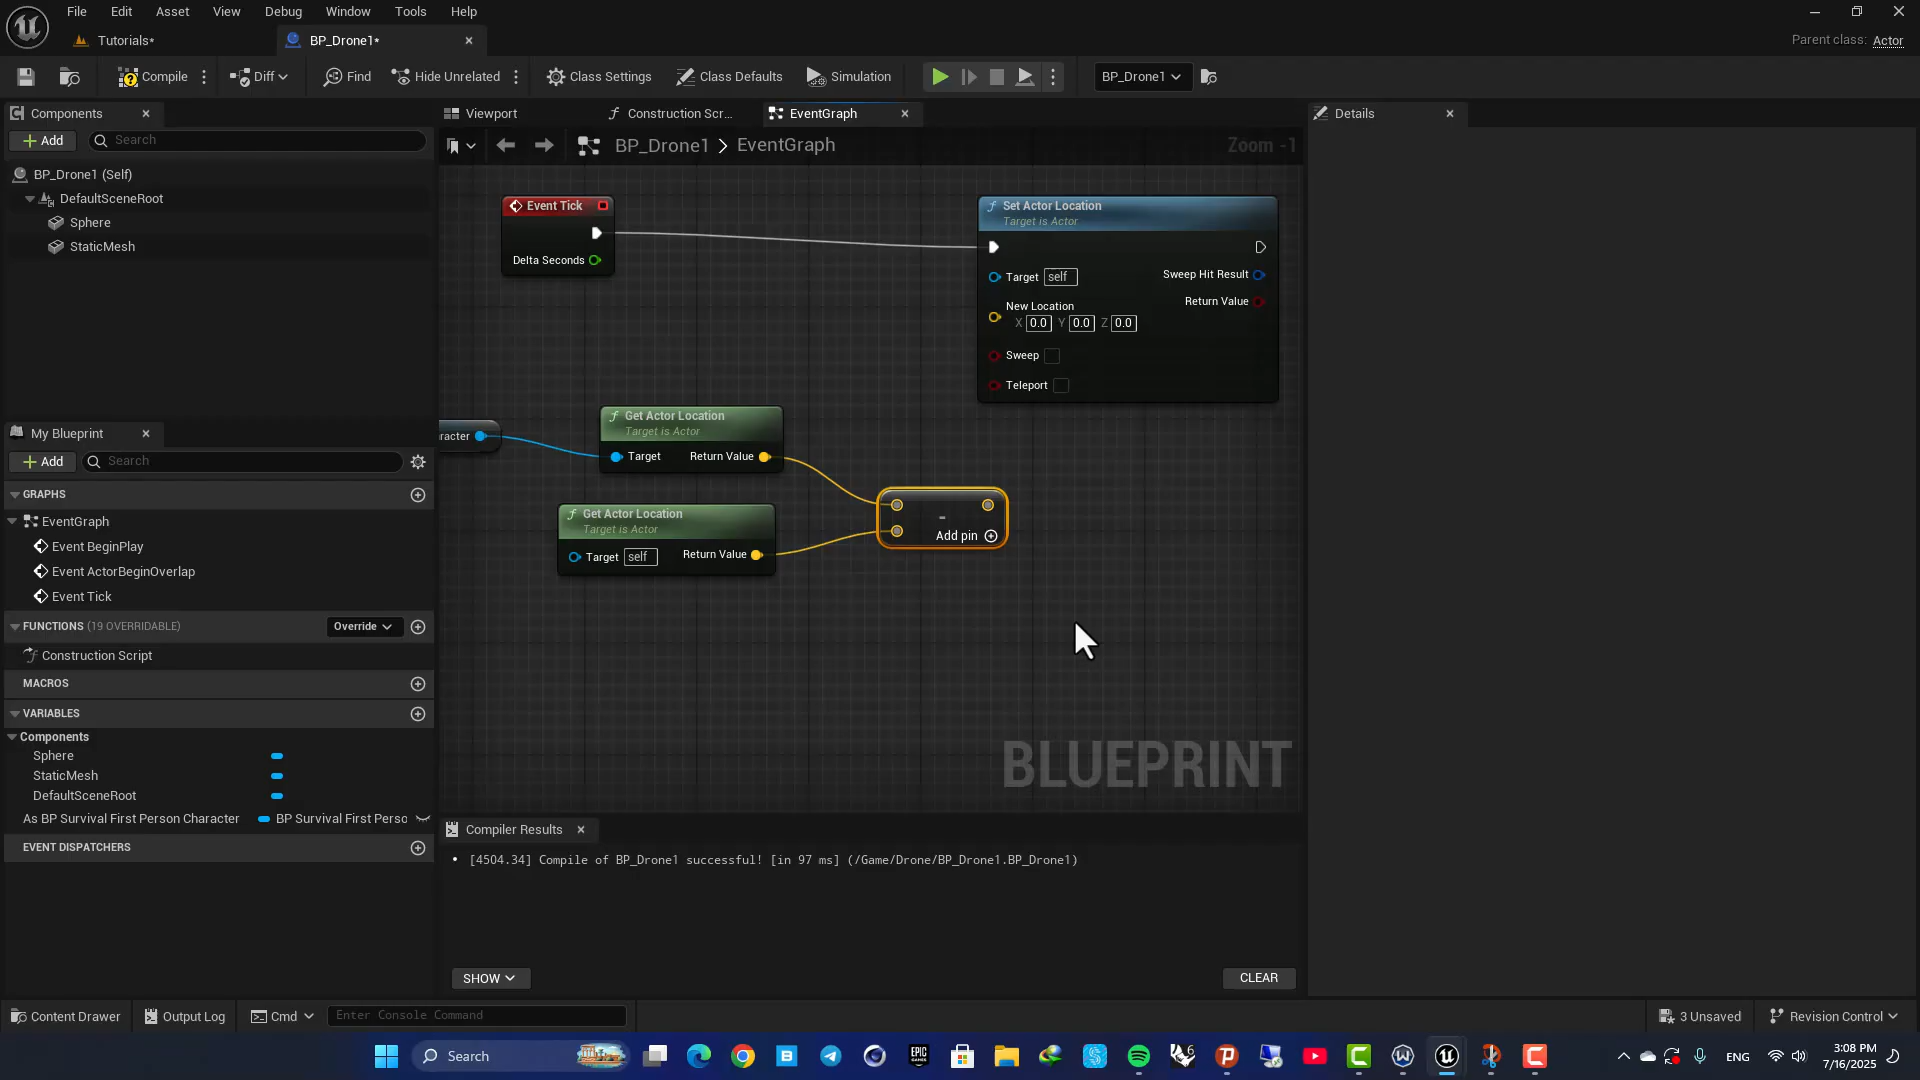 File Edit Asset View Debug Window Tools Help
Tutorials*
BP_Drone1*
Parent class: Actor
Compile
Diff
Find
Hide Unrelated
Class Settings
Class Defaults
Simulation
BP_Drone1
Components
Add
Search
BP_Drone1 (Self)
DefaultSceneRoot
Sphere
StaticMesh
My Blueprint
Add
Search
GRAPHS
EventGraph
Event BeginPlay
Event ActorBeginOverlap
Event Tick
FUNCTIONS (19 OVERRIDABLE)
Override
Construction Script
MACROS
VARIABLES
Components
Sphere
StaticMesh
DefaultSceneRoot
As BP Survival First Person Character
BP Survival First Perso
EVENT DISPATCHERS
Viewport
Construction Scr...
EventGraph
BP_Drone1 > EventGraph
Zoom -1
Event Tick
Delta Seconds
Set Actor Location
Target is Actor
Target self
Sweep Hit Result
New Location
Return Value
X 0.0 Y 0.0 Z 0.0
Sweep
Teleport
racter
Get Actor Location
Target is Actor
Target
Return Value
Get Actor Location
Target is Actor
Target self
Return Value
-
Add pin
BLUEPRINT
Compiler Results
• [4504.34] Compile of BP_Drone1 successful! [in 97 ms] (/Game/Drone/BP_Drone1.BP_Drone1)
SHOW
CLEAR
Details
Content Drawer
Output Log
Cmd
Enter Console Command
3 Unsaved
Revision Control
Search
EPIC GAMES
ENG
3:08 PM
7/16/2025